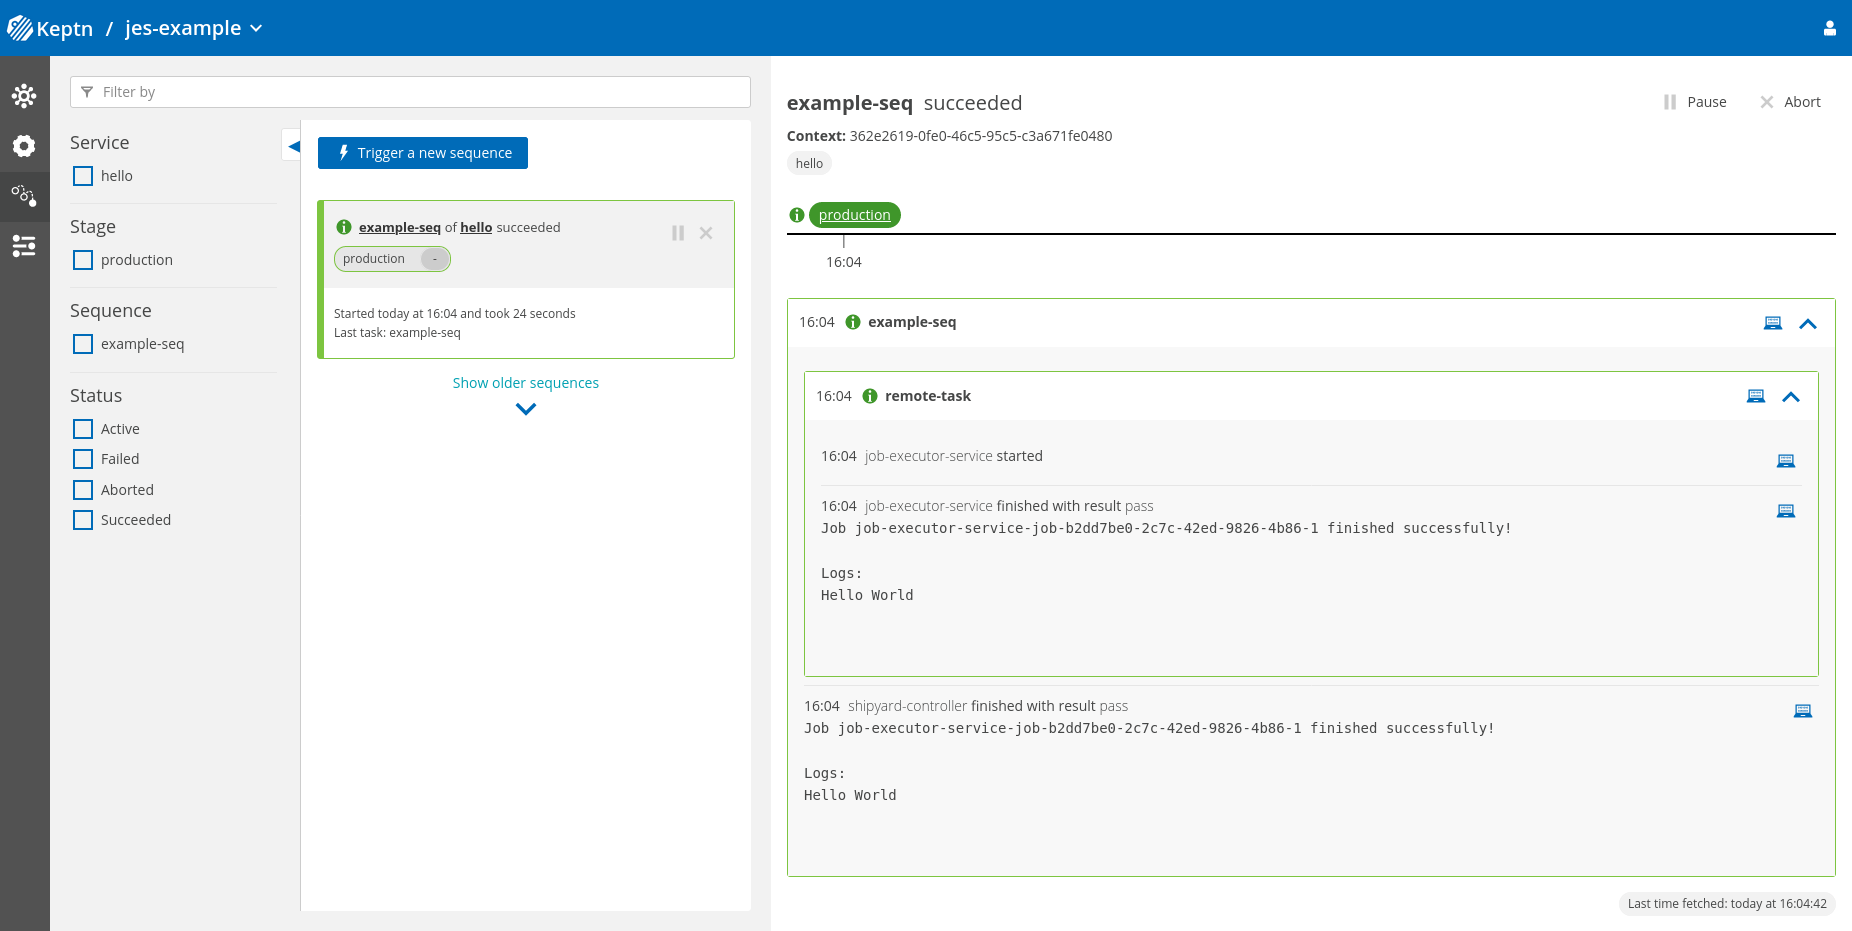 Keptn / jes-example
Filter by
Service
hello
Stage
production
Sequence
example-seq
Status
Active
Failed
Aborted
Succeeded
Trigger a new sequence
example-seq of hello succeeded
production -
Started today at 16:04 and took 24 seconds
Last task: example-seq
Show older sequences
example-seq succeeded
Pause
Abort
Context: 362e2619-0fe0-46c5-95c5-c3a671fe0480
hello
production
16:04
16:04 example-seq
16:04 remote-task
16:04 job-executor-service started
16:04 job-executor-service finished with result pass
Job job-executor-service-job-b2dd7be0-2c7c-42ed-9826-4b86-1 finished successfully!
Logs:
Hello World
16:04 shipyard-controller finished with result pass
Job job-executor-service-job-b2dd7be0-2c7c-42ed-9826-4b86-1 finished successfully!
Logs:
Hello World
Last time fetched: today at 16:04:42